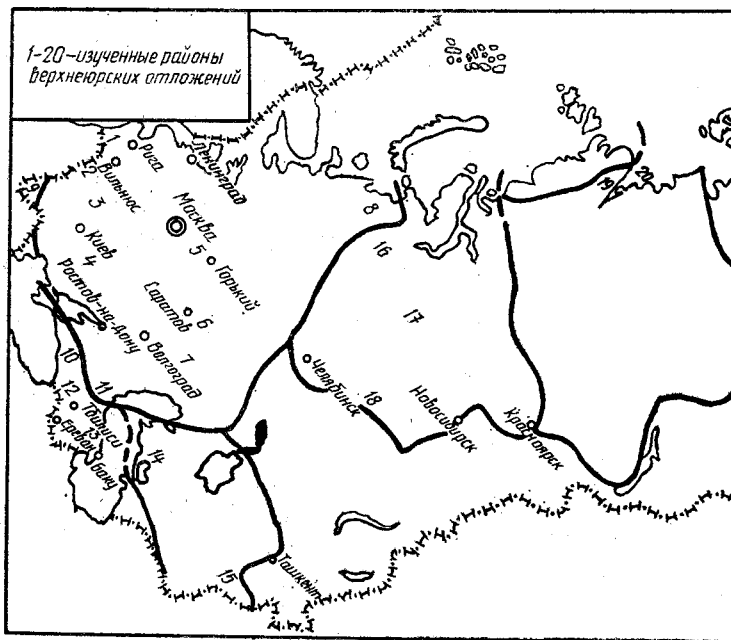 1-20-изученные районы
верхнеюрских отложений
Рига
Ленинград
2
Вильнюс
3
Москва
8
19
20
Киев
4
5
Горький
16
Ростов-на-Дону
Саратов
6
17
Волгоград
7
10
Челябинск
18
Новосибирск
Красноярск
11
12
Тбилиси
Ереван
13
Баку
14
15
Ташкент